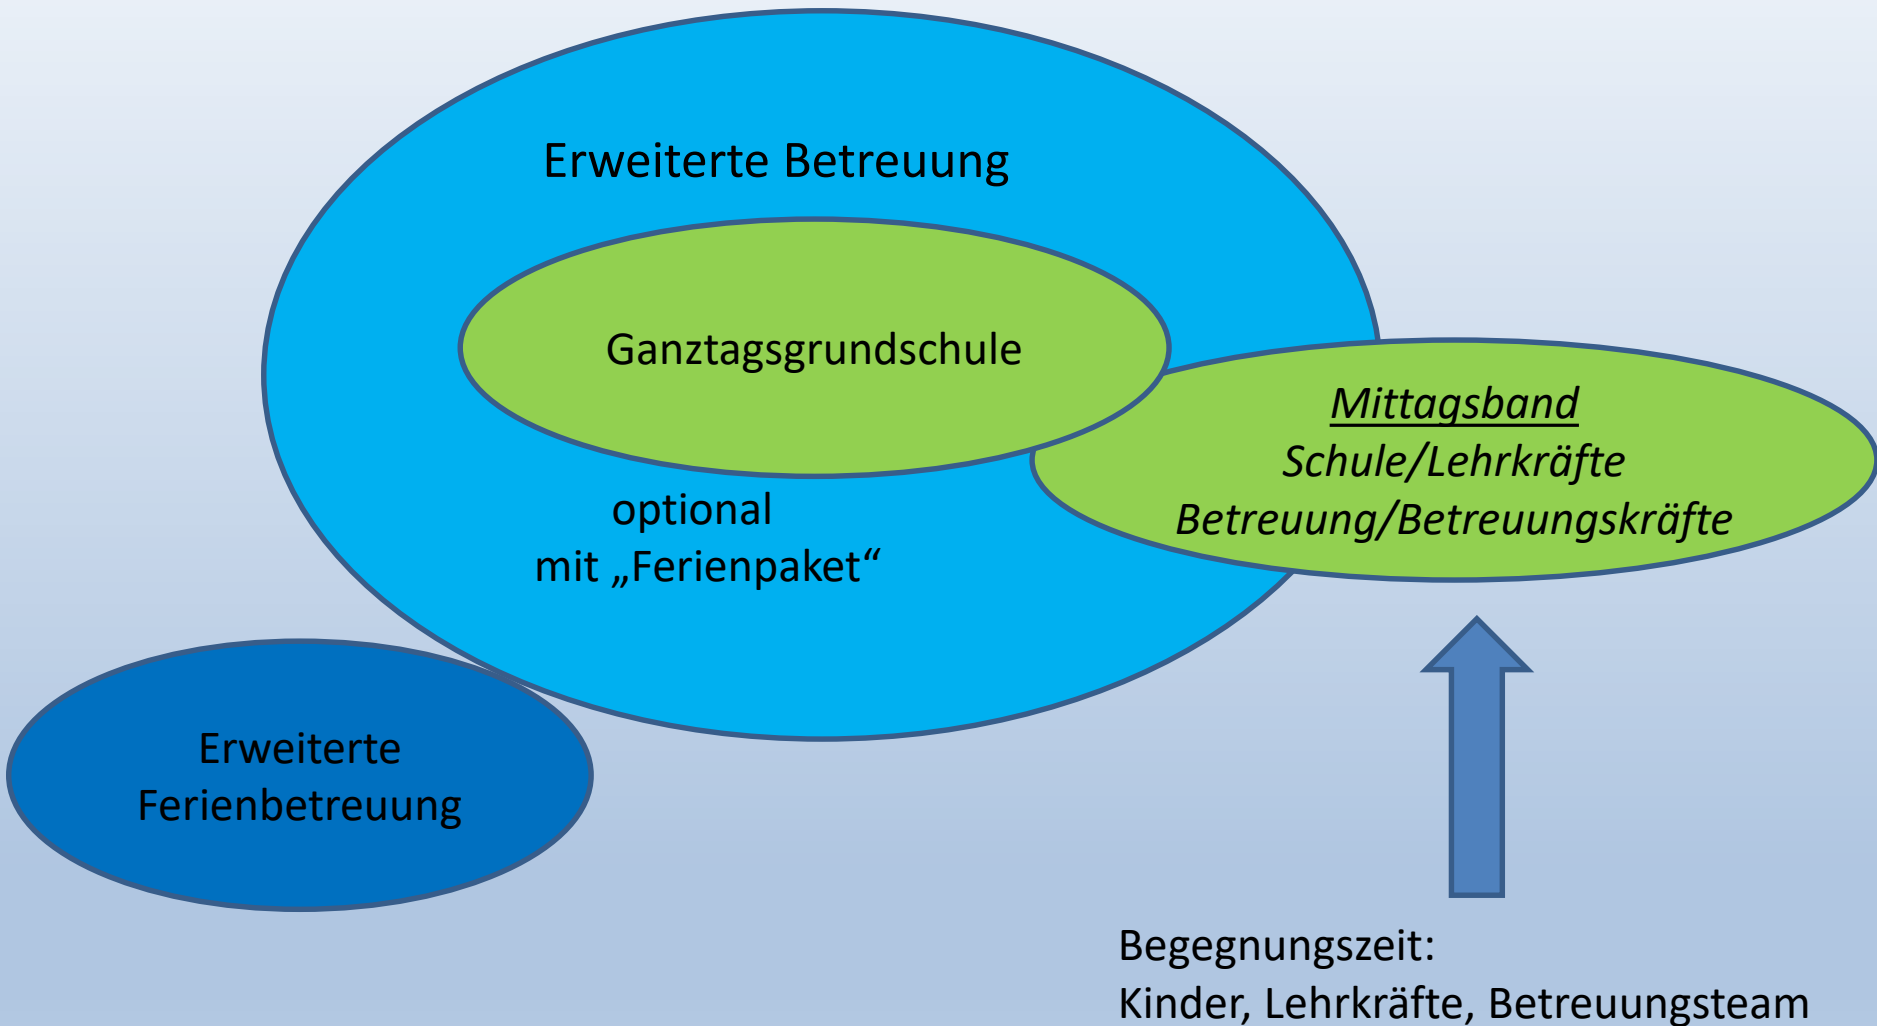 Erweiterte Betreuung
Ganztagsgrundschule
Mittagsband
Schule/Lehrkräfte
Betreuung/Betreuungskräfte
optional
mit „Ferienpaket“
Erweiterte
Ferienbetreuung
Begegnungszeit:
Kinder, Lehrkräfte, Betreuungsteam